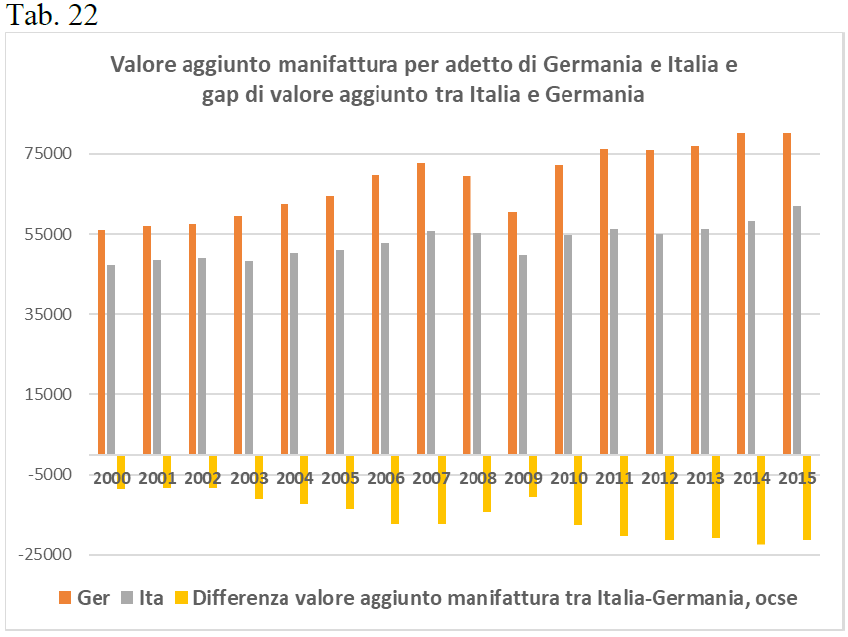 Tab. 22
Valore aggiunto manifattura per adetto di Germania e Italia e
gap di valore aggiunto tra Italia e Germania
75000
55000
35000
15000
-5000
2000 2001 2002 2003 2004 2005 2006 2007 2008 2009 2010 2011 2012 2013 2014 2015
-25000
Ger Ita Differenza valore aggiunto manifattura tra Italia-Germania, ocse